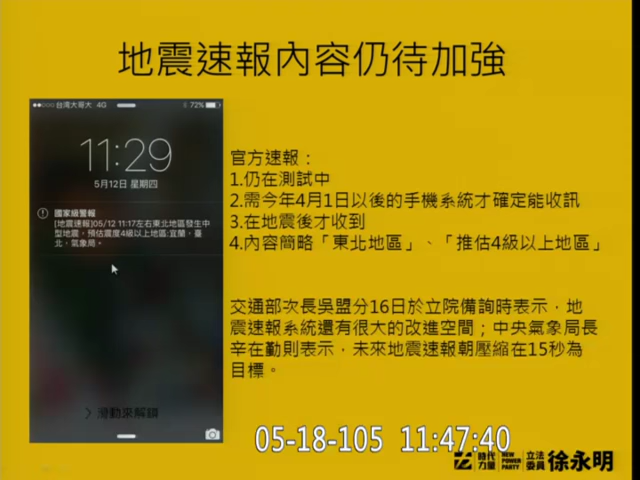 地震速報內容仍待加強
台灣大哥大 4G 72%
11:29
5月12日 星期四
國家級警報
[地震速報]05/12 11:17左右東北地區發生中
型地震，預估震度4級以上地區:宜蘭，臺
北，氣象局。
滑動來解鎖
官方速報：
1.仍在測試中
2.需今年4月1日以後的手機系統才確定能收訊
3.在地震後才收到
4.內容簡略「東北地區」、「推估4級以上地區」
交通部次長吳盟分16日於立院備詢時表示，地
震速報系統還有很大的改進空間；中央氣象局長
辛在勤則表示，未來地震速報朝壓縮在15秒為
目標。
05-18-105 11:47:40
時代力量 NEW POWER PARTY 立法委員 徐永明